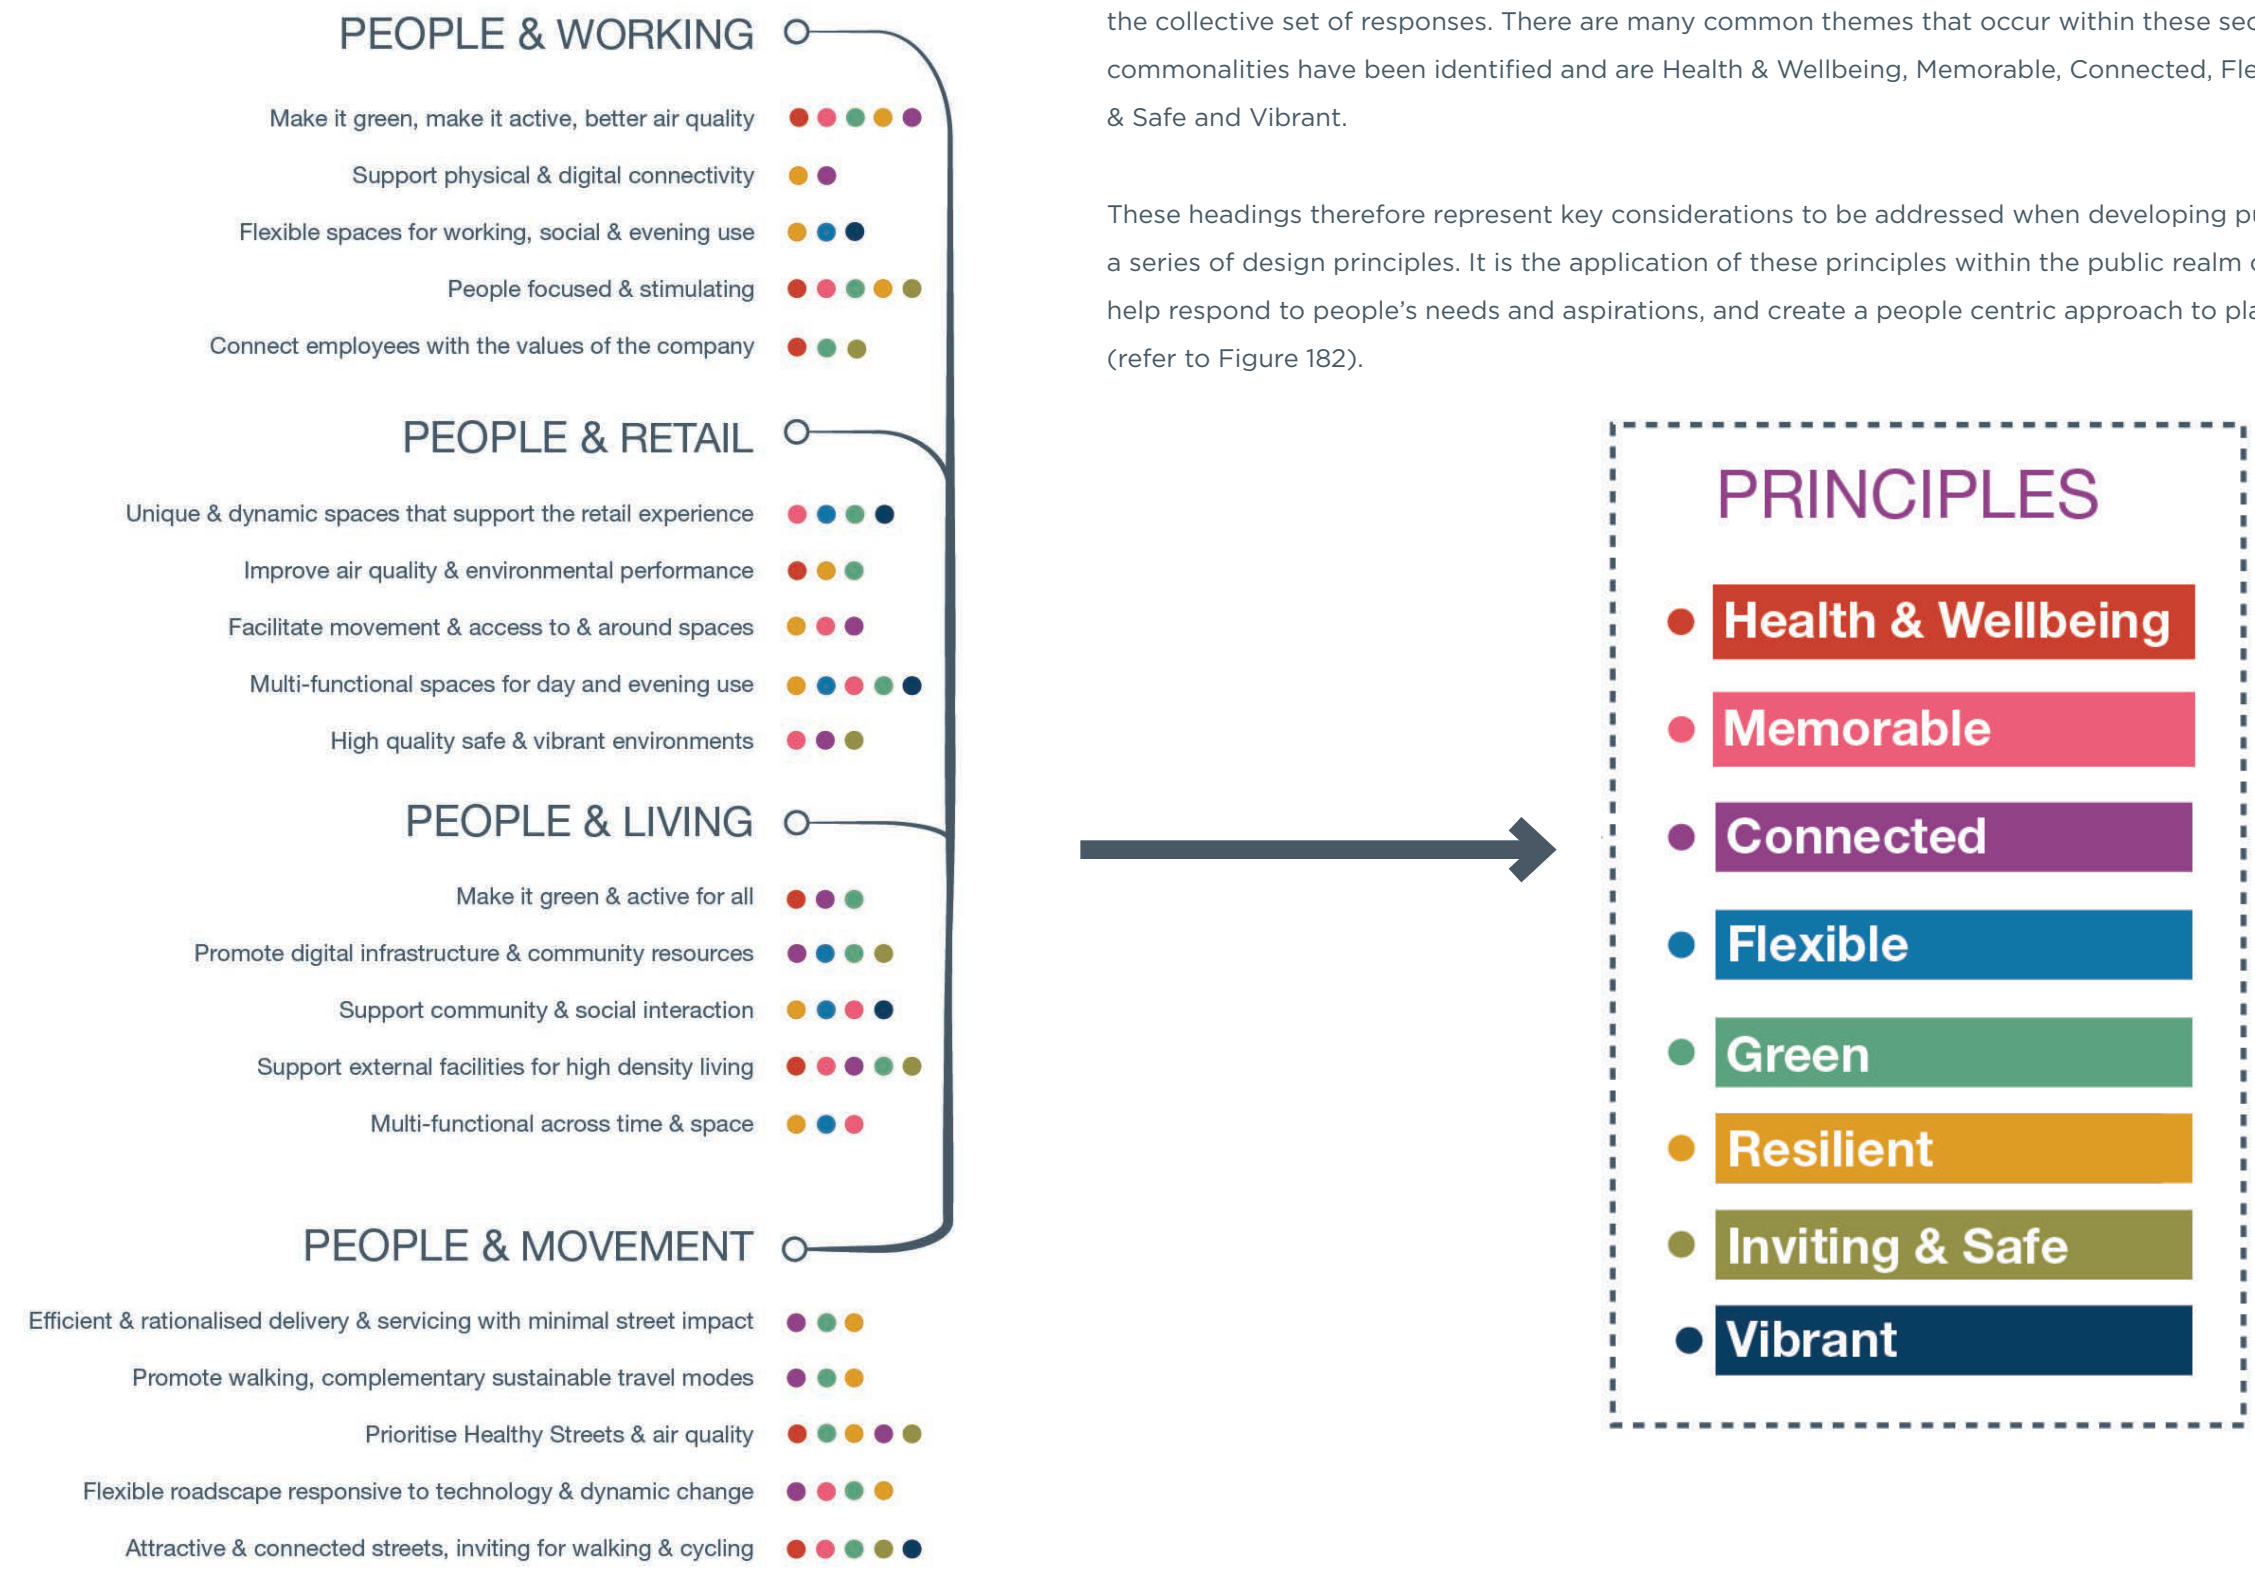 PEOPLE & WORKING
Make it green, make it active, better air quality
Support physical & digital connectivity
Flexible spaces for working, social & evening use
People focused & stimulating
Connect employees with the values of the company
PEOPLE & RETAIL
Unique & dynamic spaces that support the retail experience
Improve air quality & environmental performance
Facilitate movement & access to & around spaces
Multi-functional spaces for day and evening use
High quality safe & vibrant environments
PEOPLE & LIVING
Make it green & active for all
Promote digital infrastructure & community resources
Support community & social interaction
Support external facilities for high density living
Multi-functional across time & space
PEOPLE & MOVEMENT
Efficient & rationalised delivery & servicing with minimal street impact
Promote walking, complementary sustainable travel modes
Prioritise Healthy Streets & air quality
Flexible roadscape responsive to technology & dynamic change
Attractive & connected streets, inviting for walking & cycling
the collective set of responses. There are many common themes that occur within these
commonalities have been identified and are Health & Wellbeing, Memorable, Connected,
& Safe and Vibrant.
These headings therefore represent key considerations to be addressed when developing
a series of design principles. It is the application of these principles within the public realm
help respond to people's needs and aspirations, and create a people centric approach to
(refer to Figure 182).
PRINCIPLES
Health & Wellbeing
Memorable
Connected
Flexible
Green
Resilient
Inviting & Safe
Vibrant